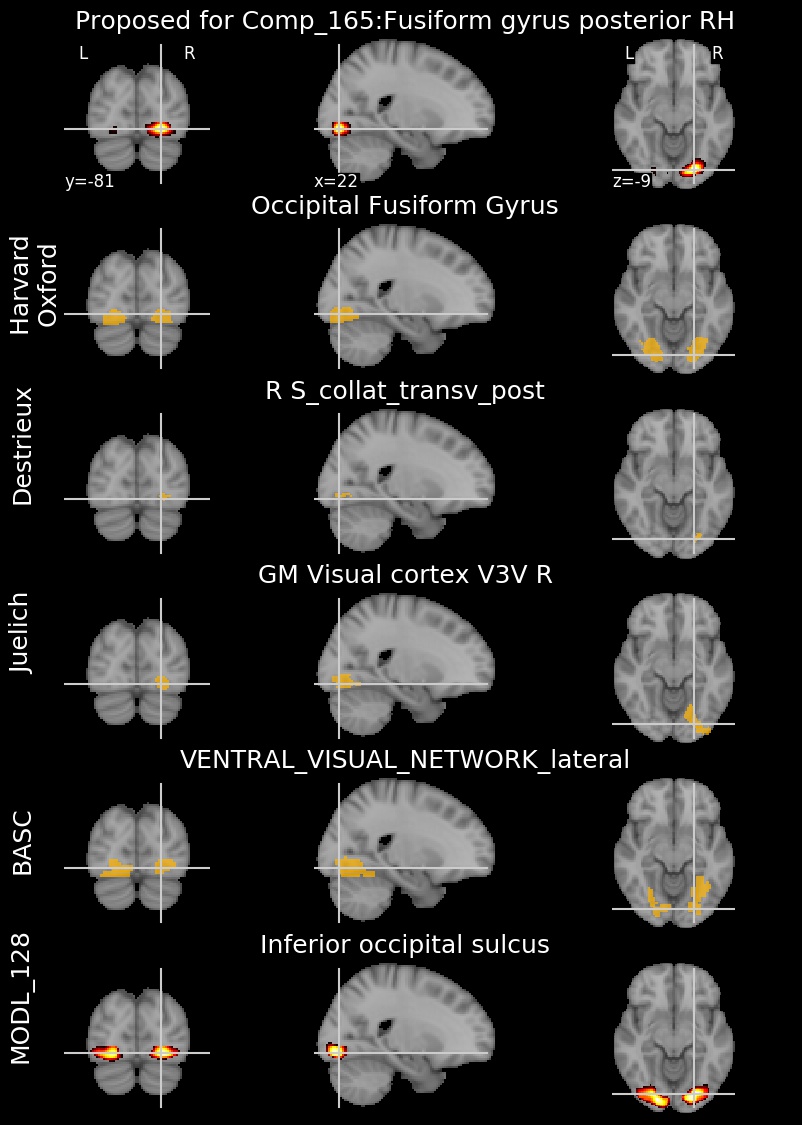 Proposed for Comp_165:Fusiform gyrus posterior RH
L R L R
y=-81 x=22 z=-9
Occipital Fusiform Gyrus
Harvard
Oxford
R S_collat_transv_post
Destrieux
GM Visual cortex V3V R
Juelich
VENTRAL_VISUAL_NETWORK_lateral
BASC
Inferior occipital sulcus
MODL_128